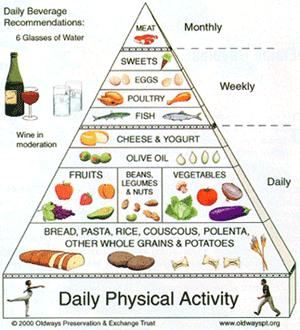 Daily Beverage
Recommendations:
6 Glasses of Water
Wine in
moderation
MEAT
Monthly
SWEETS
EGGS
POULTRY
FISH
Weekly
CHEESE & YOGURT
OLIVE OIL
FRUITS
BEANS,
LEGUMES
& NUTS
VEGETABLES
Daily
BREAD, PASTA, RICE, COUSCOUS, POLENTA,
OTHER WHOLE GRAINS & POTATOES
Daily Physical Activity
© 2000 Oldways Preservation & Exchange Trust
www.oldwayspt.org